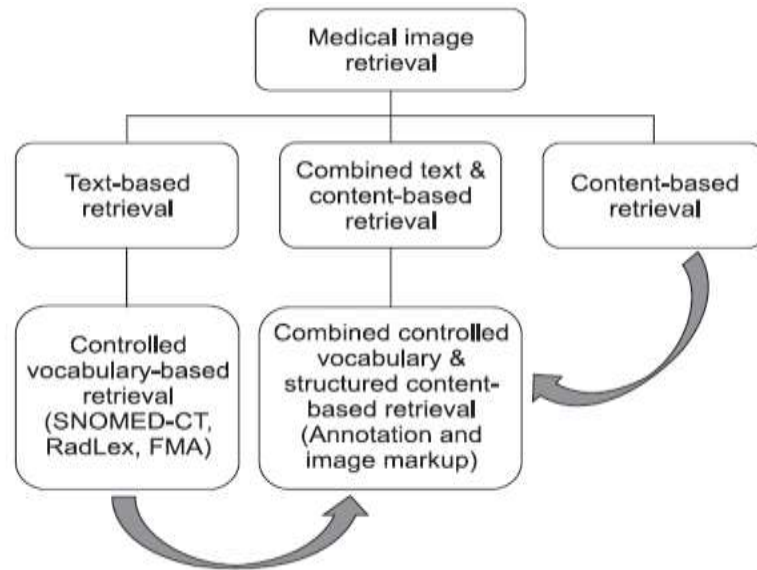 Medical image
retrieval
Text-based
retrieval
Combined text &
content-based
retrieval
Content-based
retrieval
Controlled
vocabulary-based
retrieval
(SNOMED-CT,
RadLex, FMA)
Combined controlled
vocabulary &
structured content-
based retrieval
(Annotation and
image markup)